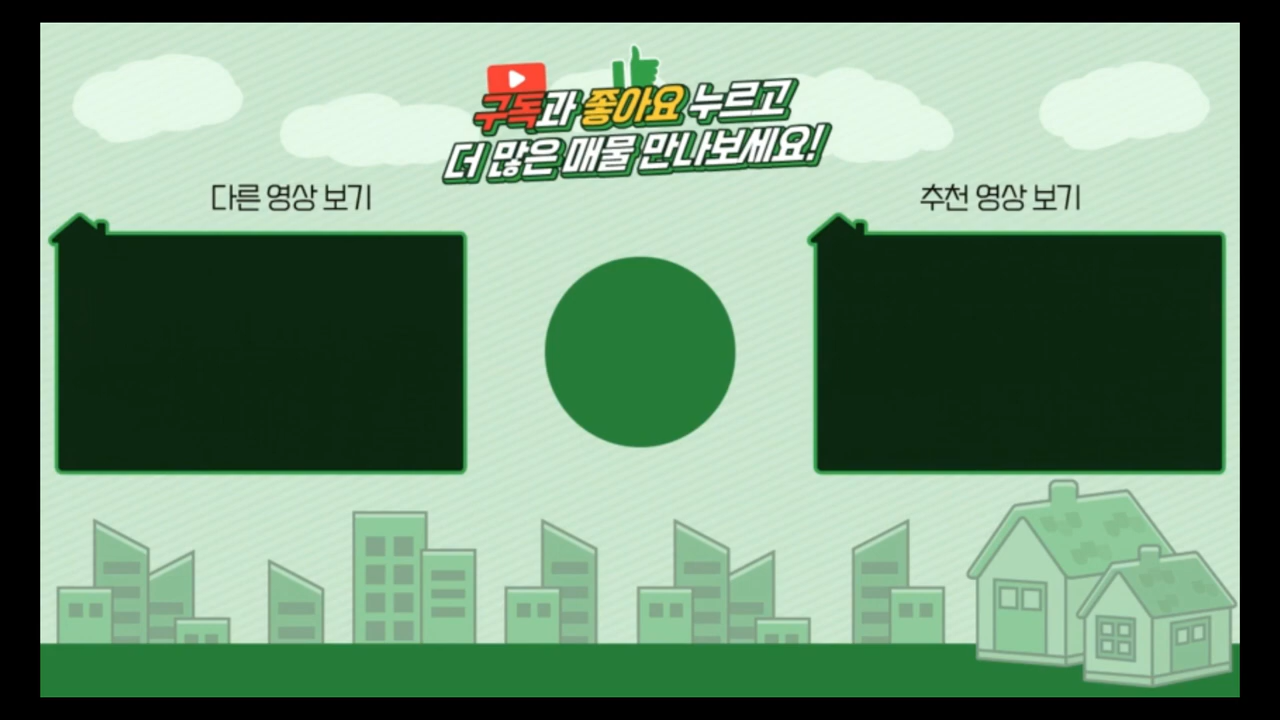 구독과 좋아요 누르고
더 많은 매물 만나보세요!
다른 영상 보기
추천 영상 보기